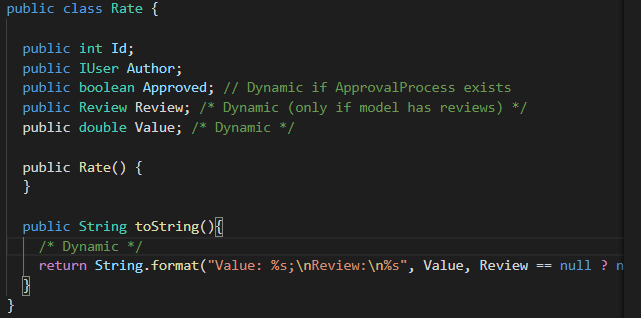 public class Rate {
public int Id;
public IUser Author;
public boolean Approved; // Dynamic if ApprovalProcess exists
public Review Review; /* Dynamic (only if model has reviews) */
public double Value; /* Dynamic */
public Rate() {
}
public String toString(){
/* Dynamic */
return String.format("Value: %s;\nReview:\n%s", Value, Review == null ? n
}
}